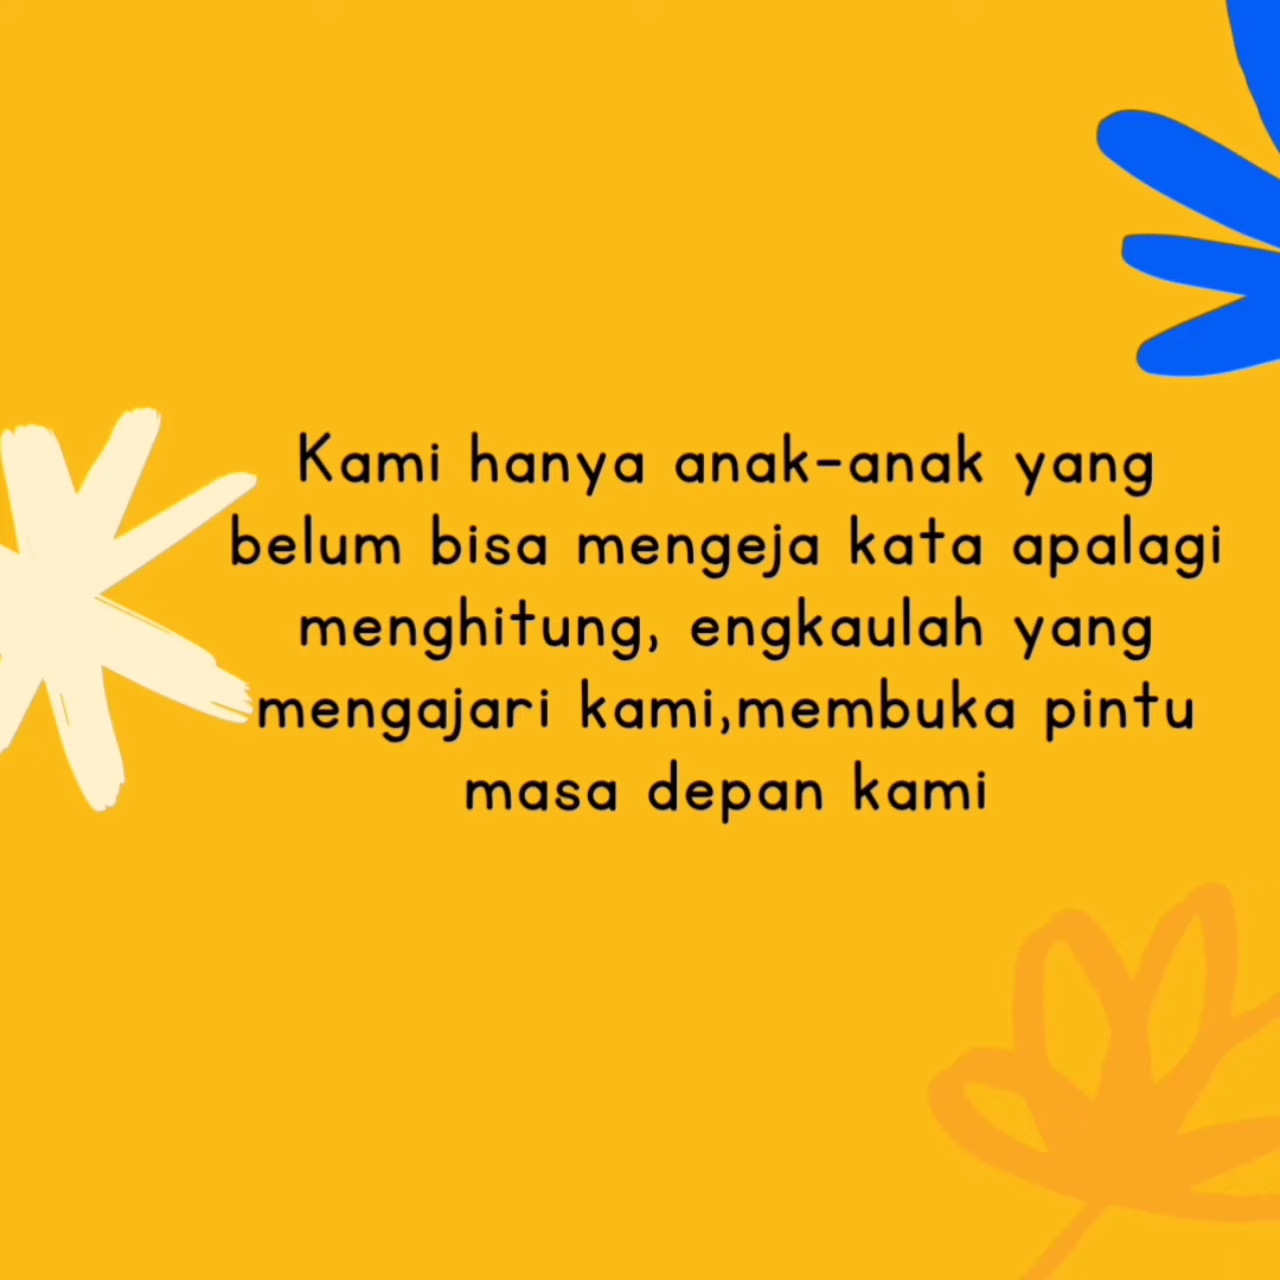 Kami hanya anak-anak yang
belum bisa mengeja kata apalagi
menghitung, engkaulah yang
mengajari kami,membuka pintu
masa depan kami